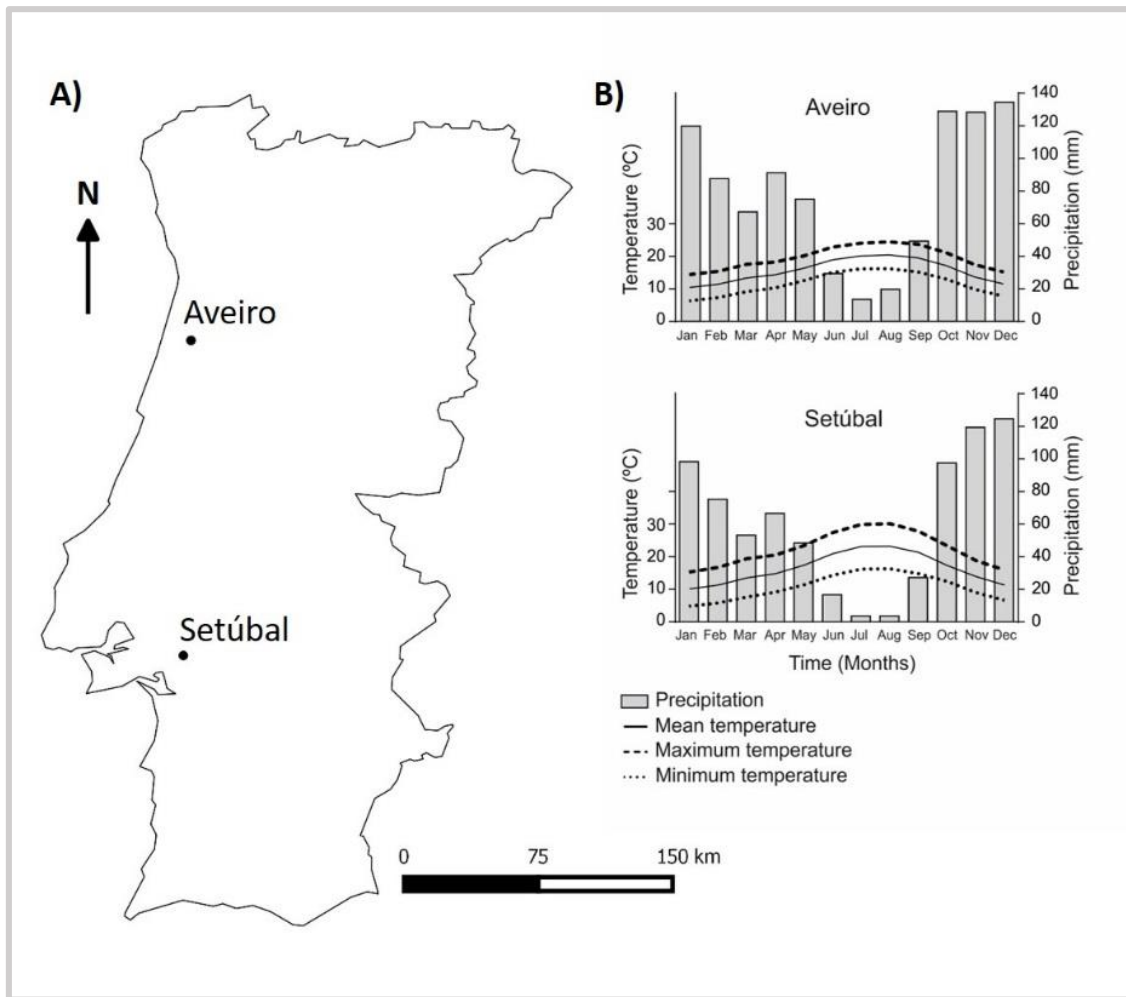 A)
N
Aveiro
Setúbal
0 75 150 km
B)
Aveiro
Temperature (ºC)
30
20
10
0
140
120
100
80
60
40
20
0
Precipitation (mm)
Jan Feb Mar Apr May Jun Jul Aug Sep Oct Nov Dec
Setúbal
Temperature (ºC)
30
20
10
0
140
120
100
80
60
40
20
0
Precipitation (mm)
Jan Feb Mar Apr May Jun Jul Aug Sep Oct Nov Dec
Time (Months)
Precipitation
Mean temperature
Maximum temperature
Minimum temperature